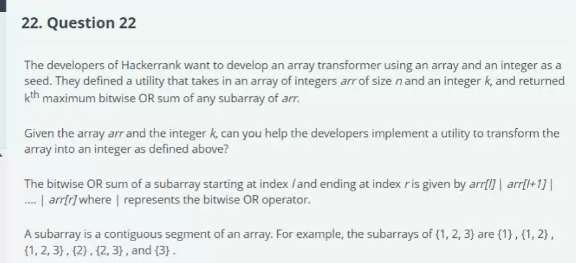 22. Question 22
The developers of Hackerrank want to develop an array transformer using an array and an integer as a
seed. They defined a utility that takes in an array of integers arr of size n and an integer k, and returned
kth maximum bitwise OR sum of any subarray of arr.
Given the array arr and the integer k, can you help the developers implement a utility to transform the
array into an integer as defined above?
The bitwise OR sum of a subarray starting at index l and ending at index r is given by arr[l] | arr[l+1] |
.... | arr[r] where | represents the bitwise OR operator.
A subarray is a contiguous segment of an array. For example, the subarrays of {1, 2, 3} are {1} , {1, 2} ,
{1, 2, 3} , {2} , {2, 3} , and {3} .